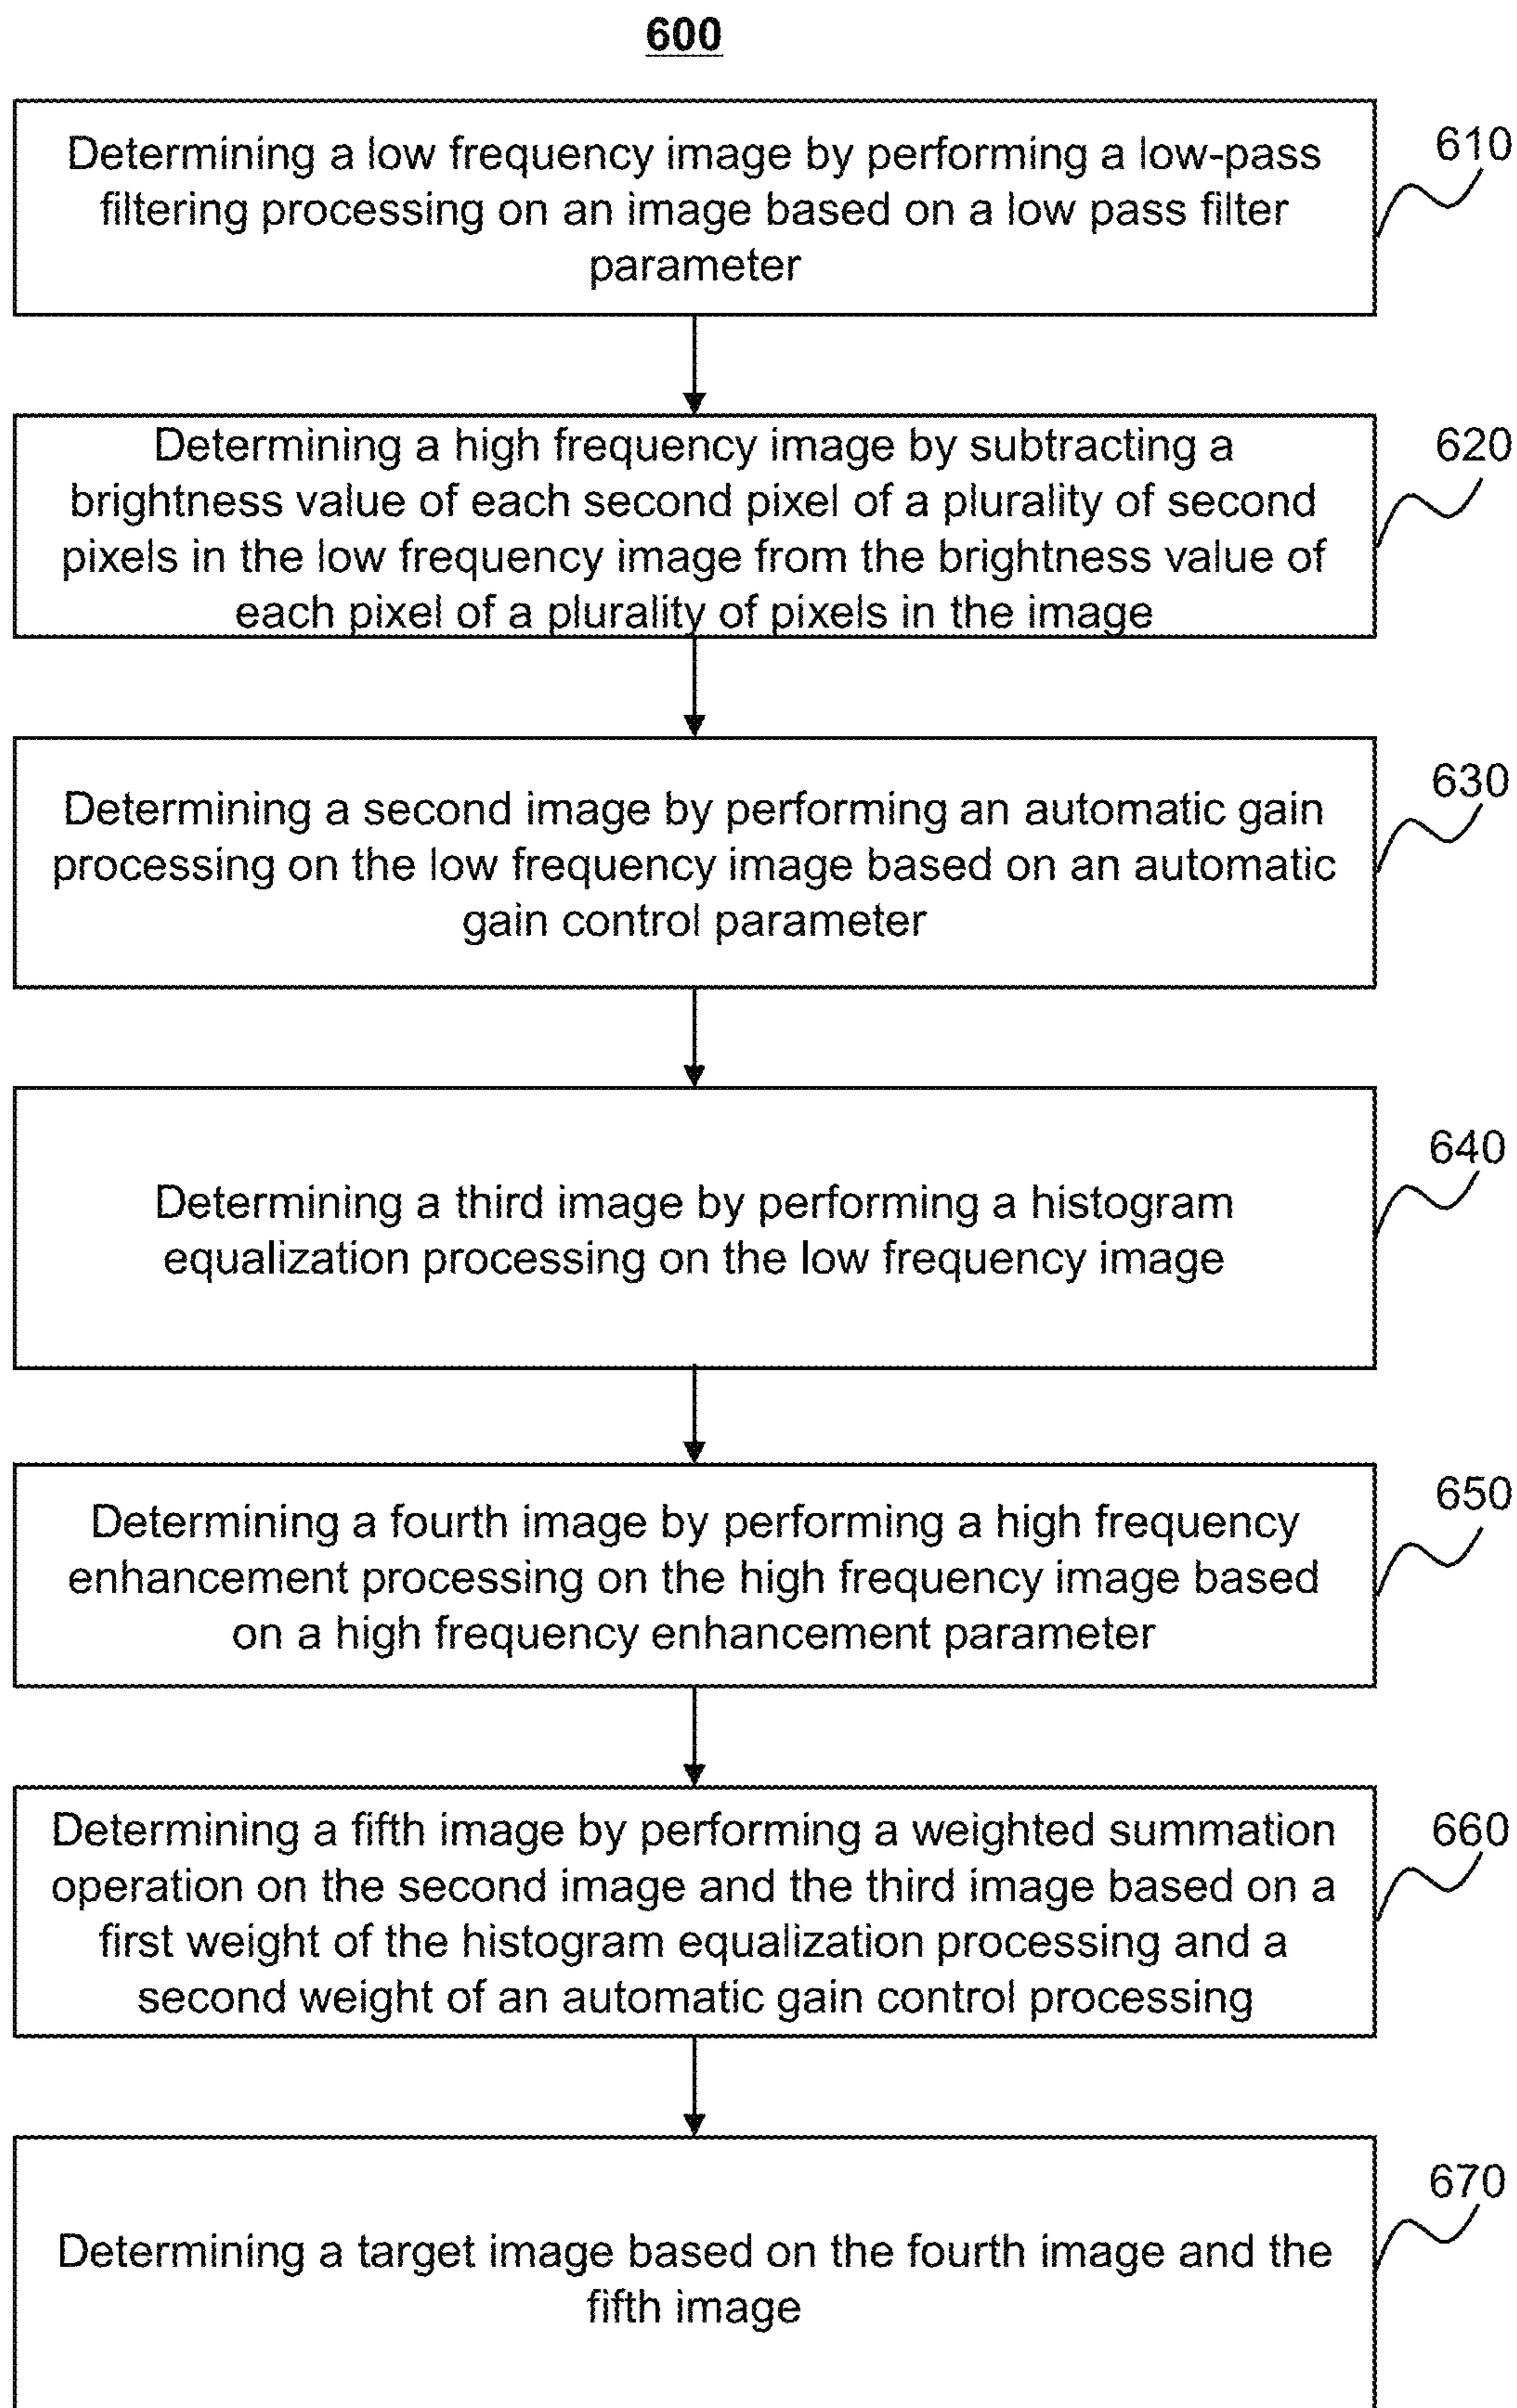 600
Determining a low frequency image by performing a low-pass
filtering processing on an image based on a low pass filter
parameter
610
Determining a high frequency image by subtracting a
brightness value of each second pixel of a plurality of second
pixels in the low frequency image from the brightness value of
each pixel of a plurality of pixels in the image
620
Determining a second image by performing an automatic gain
processing on the low frequency image based on an automatic
gain control parameter
630
Determining a third image by performing a histogram
equalization processing on the low frequency image
640
Determining a fourth image by performing a high frequency
enhancement processing on the high frequency image based
on a high frequency enhancement parameter
650
Determining a fifth image by performing a weighted summation
operation on the second image and the third image based on a
first weight of the histogram equalization processing and a
second weight of an automatic gain control processing
660
Determining a target image based on the fourth image and the
fifth image
670